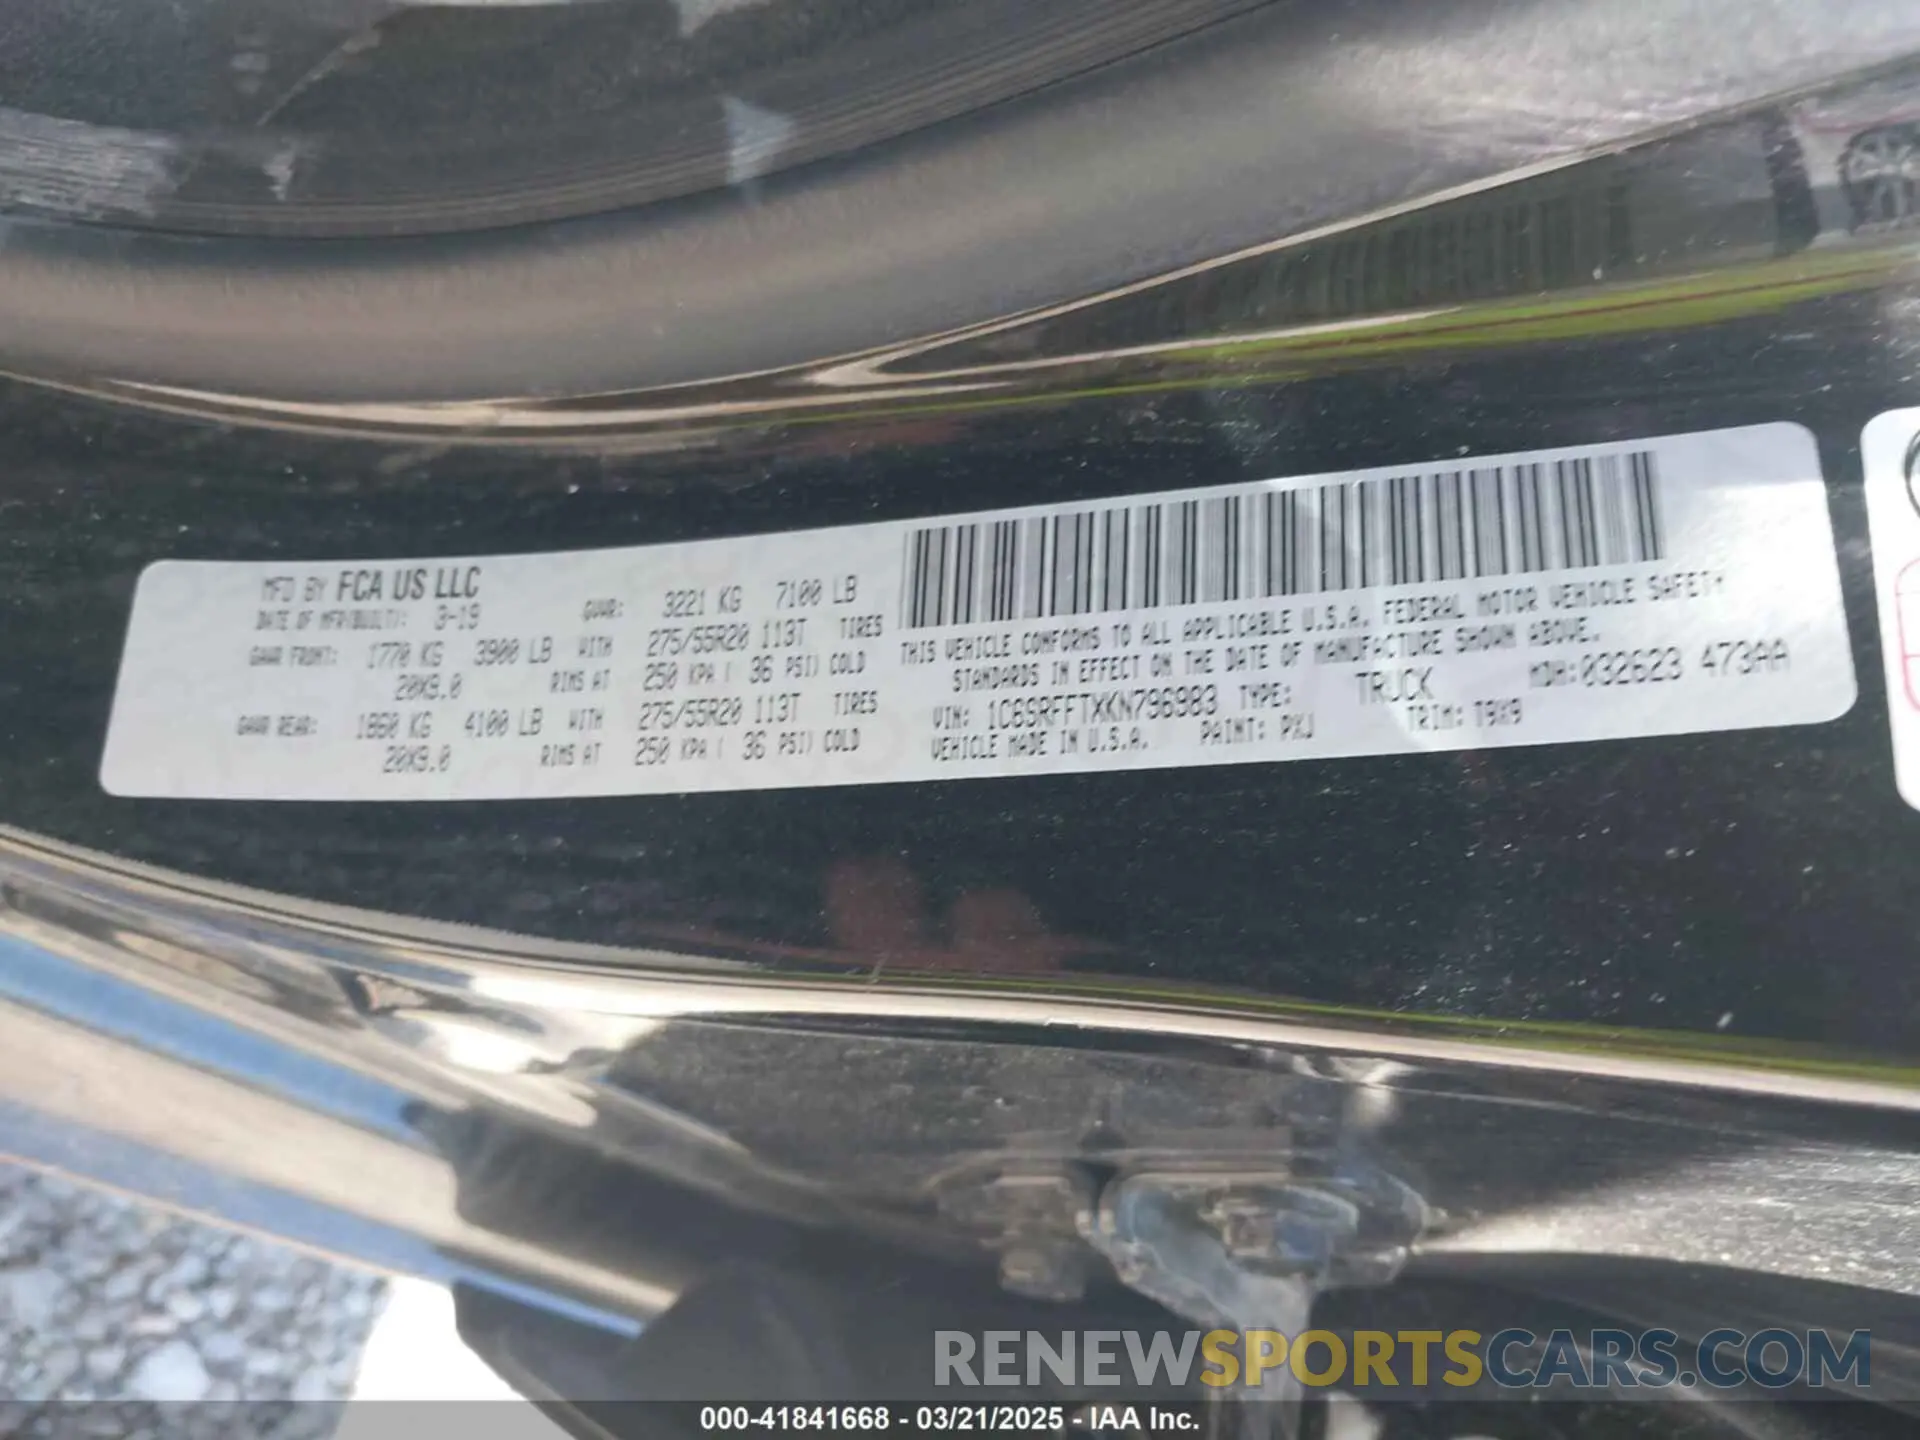 MFD BY FCA US LLC
DATE OF MFR(BUILT): 3-19 GVWR: 3221 KG 7100 LB
GAWR FRONT: 1770 KG 3900 LB WITH 275/55R20 113T TIRES
20X9.0 RIMS AT 250 KPA ( 36 PSI) COLD
GAWR REAR: 1860 KG 4100 LB WITH 275/55R20 113T TIRES
20X9.0 RIMS AT 250 KPA ( 36 PSI) COLD
THIS VEHICLE CONFORMS TO ALL APPLICABLE U.S.A. FEDERAL MOTOR VEHICLE SAFETY
STANDARDS IN EFFECT ON THE DATE OF MANUFACTURE SHOWN ABOVE.
VIN: 1C6SRFFTXKN796983 TYPE: TRUCK MDH:032623 473AA
VEHICLE MADE IN U.S.A. PAINT: PXJ TRIM: T9X9
RENEWSPORTSCARS.COM
000-41841668 - 03/21/2025 - IAA Inc.